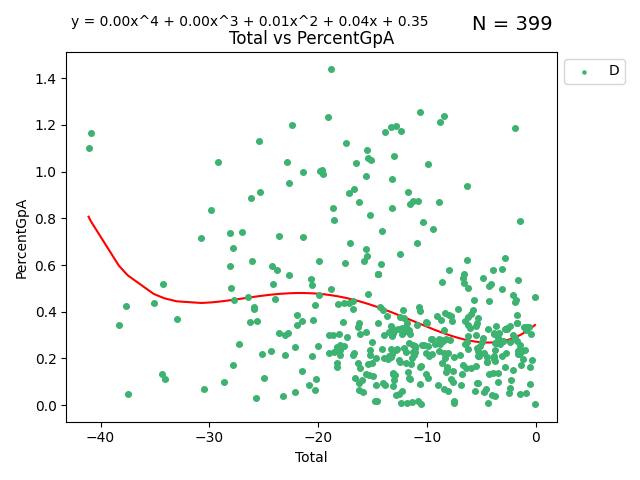 y = 0.00x^4 + 0.00x^3 + 0.01x^2 + 0.04x + 0.35
N = 399
Total vs PercentGpA
D
PercentGpA
1.4
1.2
1.0
0.8
0.6
0.4
0.2
0.0
−40 −30 −20 −10 0
Total